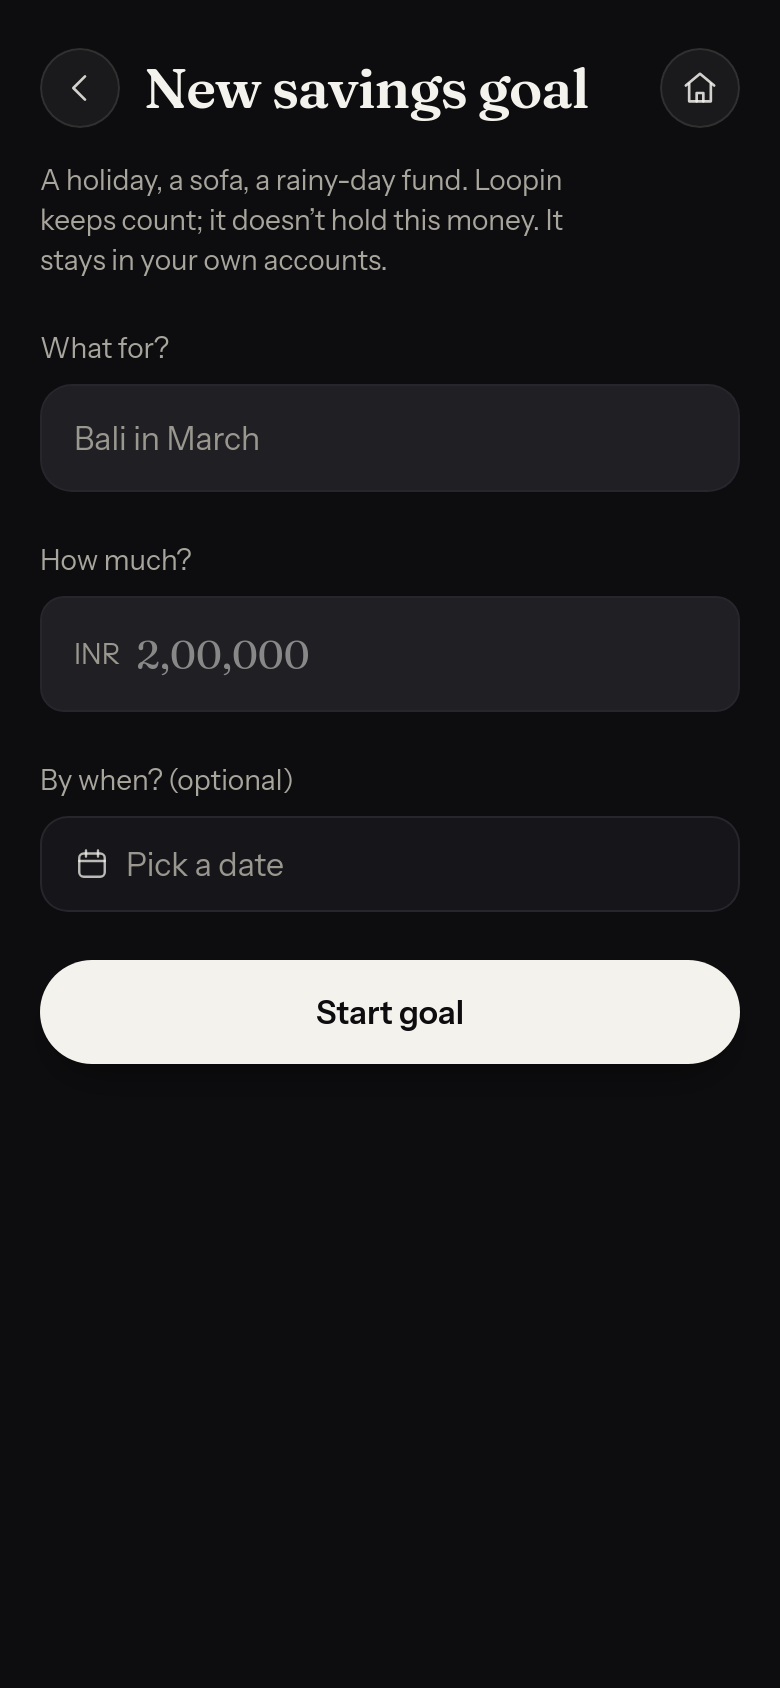 New savings goal
A holiday, a sofa, a rainy-day fund. Loopin
keeps count; it doesn’t hold this money. It
stays in your own accounts.
What for?
Bali in March
How much?
INR 2,00,000
By when? (optional)
Pick a date
Start goal